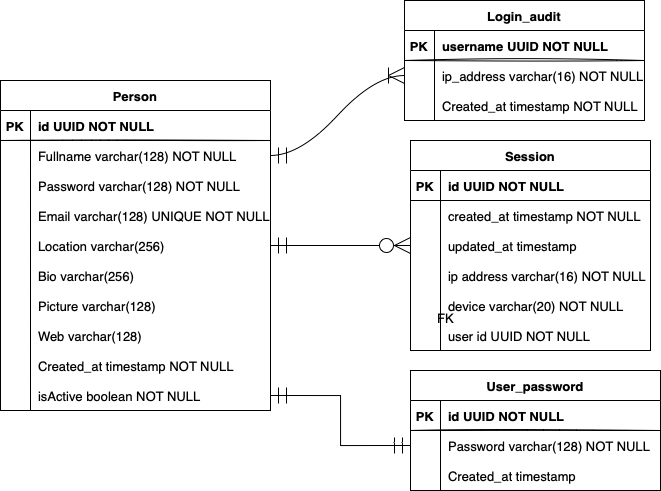 Login_audit
PK username UUID NOT NULL
ip_address varchar(16) NOT NULL
Created_at timestamp NOT NULL
Person
PK id UUID NOT NULL
Fullname varchar(128) NOT NULL
Password varchar(128) NOT NULL
Email varchar(128) UNIQUE NOT NULL
Location varchar(256)
Bio varchar(256)
Picture varchar(128)
Web varchar(128)
Created_at timestamp NOT NULL
isActive boolean NOT NULL
Session
PK id UUID NOT NULL
created_at timestamp NOT NULL
updated_at timestamp
ip address varchar(16) NOT NULL
device varchar(20) NOT NULL
FK
user id UUID NOT NULL
User_password
PK id UUID NOT NULL
Password varchar(128) NOT NULL
Created_at timestamp